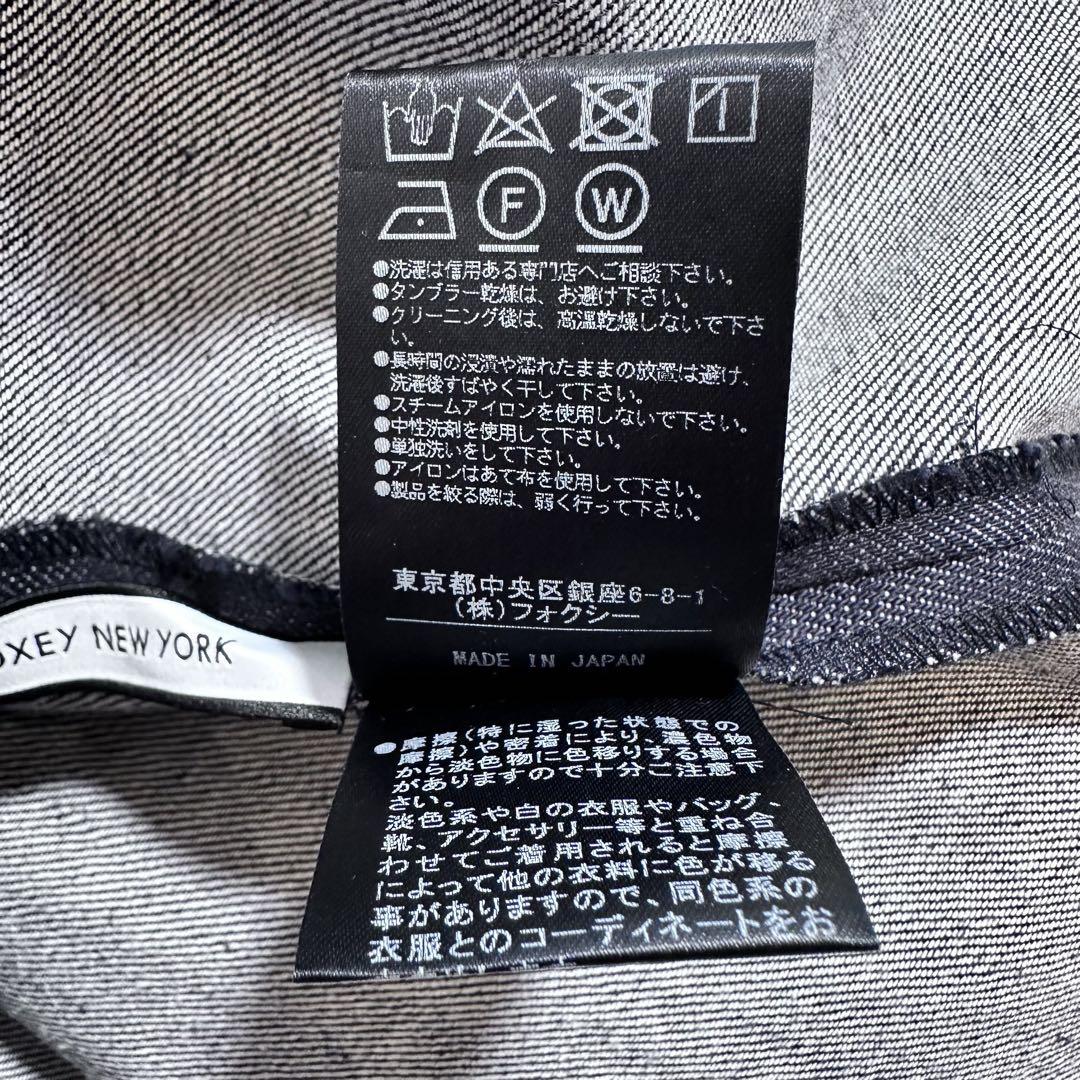 F
W
●洗濯は信用ある専門店へご相談下さい。
●タンブラー乾燥は、お避け下さい。
●クリーニング後は、高温乾燥しないで下さ
い。
●長時間の浸漬や濡れたままの放置は避け、
洗濯後すばやく干して下さい。
●スチームアイロンを使用しないで下さい。
●中性洗剤を使用して下さい。
●単独洗いをして下さい。
●アイロンはあて布を使用して下さい。
●製品を絞る際は、弱く行って下さい。
東京都中央区銀座6-8-1
(株)フォクシー
MADE IN JAPAN
OXEY NEW YORK
●摩擦(特に湿った状態での
摩擦)や密着により、濃色物
から淡色物に色移りする場合
がありますので十分ご注意下
さい。
淡色系や白の衣服やバッグ、
靴、アクセサリー等と重ね合
わせてご着用されると摩擦
によって他の衣料に色が移る
事がありますので、同色系の
衣服とのコーディネートをお